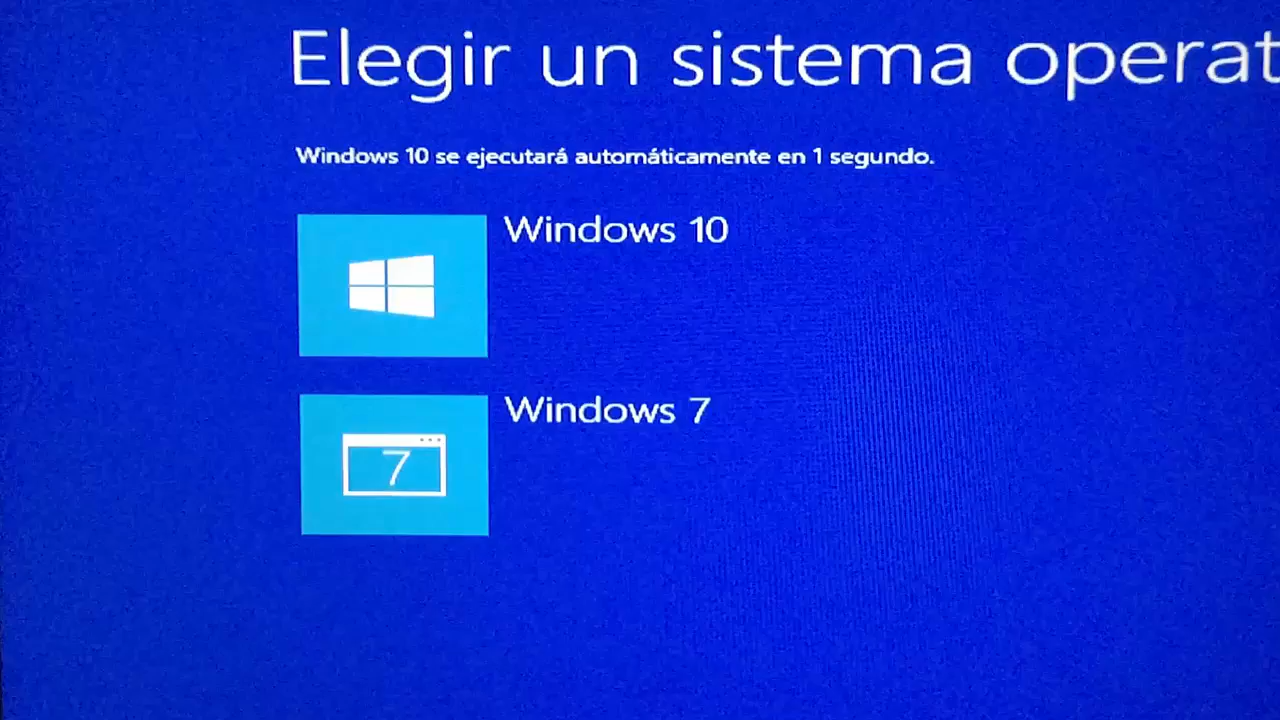 Elegir un sistema operat
Windows 10 se ejecutará automáticamente en 1 segundo.
Windows 10
Windows 7
7